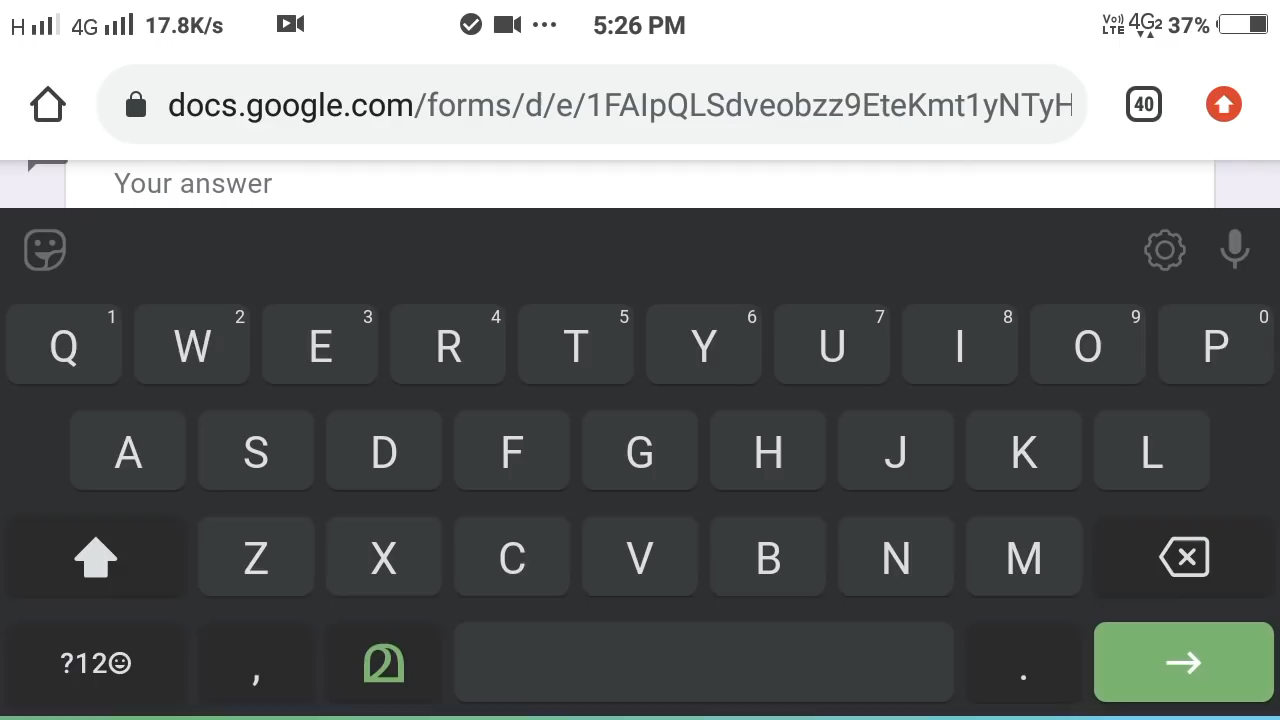 H 4G 17.8K/s 5:26 PM Vo)) LTE 4G2 37%
docs.google.com/forms/d/e/1FAIpQLSdveobzz9EteKmt1yNTyH 40
Your answer
Q 1 W 2 E 3 R 4 T 5 Y 6 U 7 I 8 O 9 P 0
A S D F G H J K L
Z X C V B N M
?12☺ , മ .